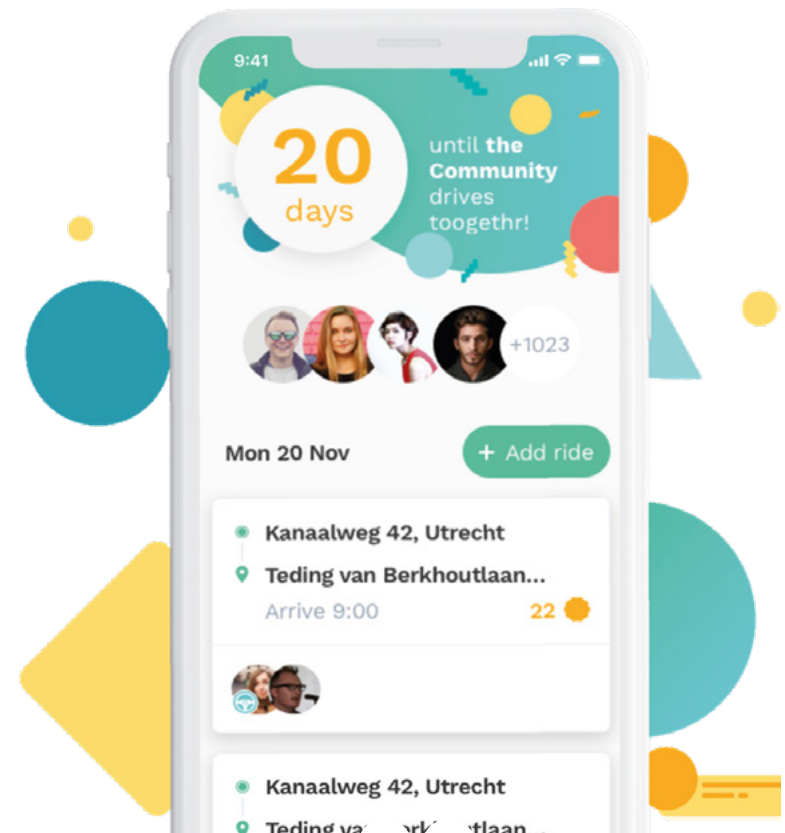 9:41
20
days
until the
Community
drives
toogethr!
+1023
Mon 20 Nov
+ Add ride
Kanaalweg 42, Utrecht
Teding van Berkhoutlaan...
Arrive 9:00
22
Kanaalweg 42, Utrecht
Teding